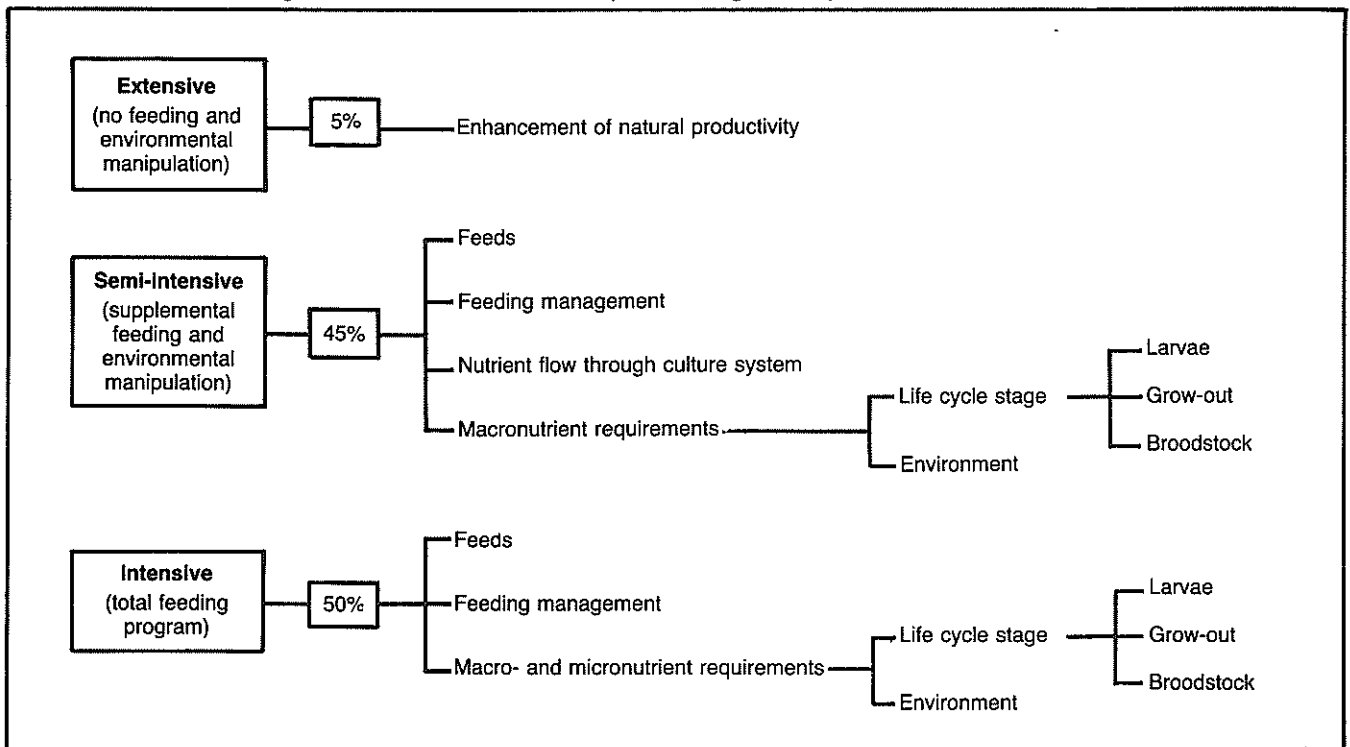 Extensive
(no feeding and
environmental
manipulation)
5%
Enhancement of natural productivity
Semi-intensive
(supplemental
feeding and
environmental
manipulation)
45%
Feeds
Feeding management
Nutrient flow through culture system
Macronutrient requirements
Life cycle stage
Environment
Larvae
Grow-out
Broodstock
Intensive
(total feeding
program)
50%
Feeds
Feeding management
Macro- and micronutrient requirements
Life cycle stage
Environment
Larvae
Grow-out
Broodstock